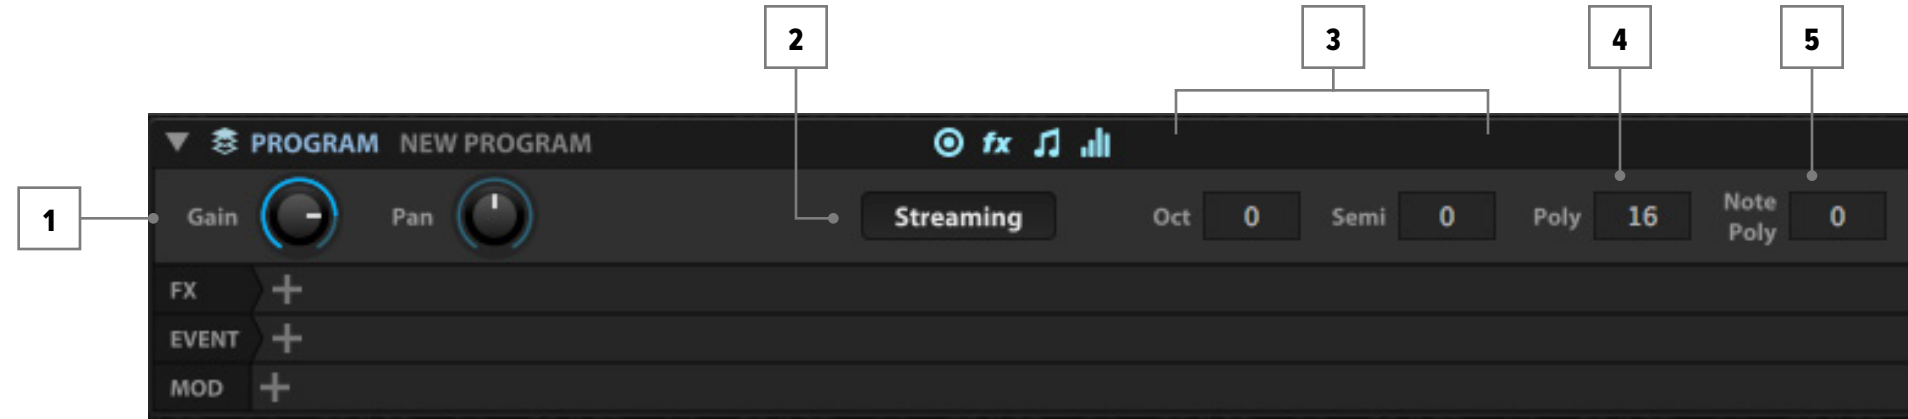 2 3 4 5
PROGRAM NEW PROGRAM fx
1 Gain Pan Streaming Oct 0 Semi 0 Poly 16 Note Poly 0
FX
EVENT
MOD